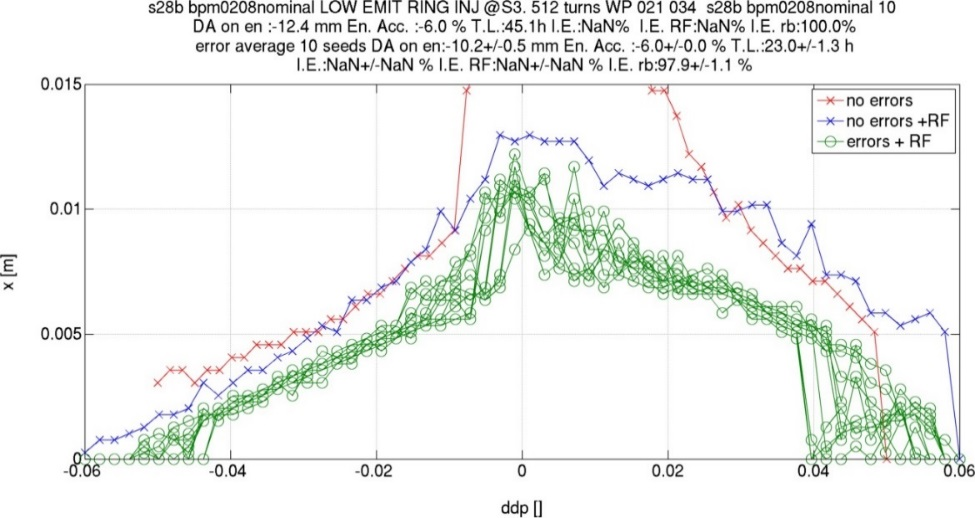 s28b bpm0208nominal LOW EMIT RING INJ @S3. 512 turns WP 021 034  s28b bpm0208nominal 10
DA on en :-12.4 mm En. Acc. :-6.0 % T.L.:45.1h I.E.:NaN%  I.E. RF:NaN% I.E. rb:100.0%
error average 10 seeds DA on en:-10.2+/-0.5 mm En. Acc. :-6.0+/-0.0 % T.L.:23.0+/-1.3 h
I.E.:NaN+/-NaN % I.E. RF:NaN+/-NaN % I.E. rb:97.9+/-1.1 %
0.015
no errors
no errors +RF
errors + RF
0.01
x [m]
0.005
0
-0.06 -0.04 -0.02 0 0.02 0.04 0.06
ddp []